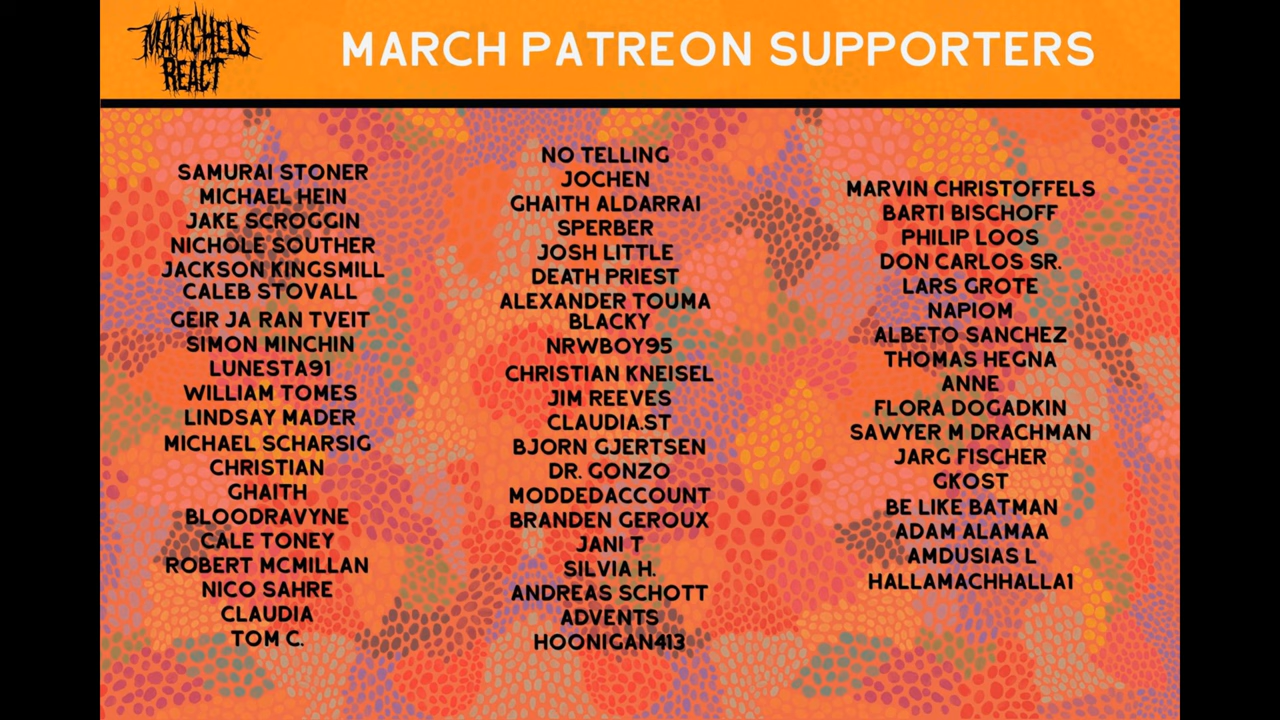 MATXCHELS
REACT
MARCH PATREON SUPPORTERS
SAMURAI STONER
MICHAEL HEIN
JAKE SCROGGIN
NICHOLE SOUTHER
JACKSON KINGSMILL
CALEB STOVALL
GEIR JA RAN TVEIT
SIMON MINCHIN
LUNESTA91
WILLIAM TOMES
LINDSAY MADER
MICHAEL SCHARSIG
CHRISTIAN
GHAITH
BLOODRAVYNE
CALE TONEY
ROBERT MCMILLAN
NICO SAHRE
CLAUDIA
TOM C.
NO TELLING
JOCHEN
GHAITH ALDARRAI
SPERBER
JOSH LITTLE
DEATH PRIEST
ALEXANDER TOUMA
BLACKY
NRWBOY95
CHRISTIAN KNEISEL
JIM REEVES
CLAUDIA.ST
BJORN GJERTSEN
DR. GONZO
MODDEDACCOUNT
BRANDEN GEROUX
JANI T
SILVIA H.
ANDREAS SCHOTT
ADVENTS
HOONIGAN413
MARVIN CHRISTOFFELS
BARTI BISCHOFF
PHILIP LOOS
DON CARLOS SR.
LARS GROTE
NAPIOM
ALBETO SANCHEZ
THOMAS HEGNA
ANNE
FLORA DOGADKIN
SAWYER M DRACHMAN
JARG FISCHER
GKOST
BE LIKE BATMAN
ADAM ALAMAA
AMDUSIAS L
HALLAMACHHALLA1